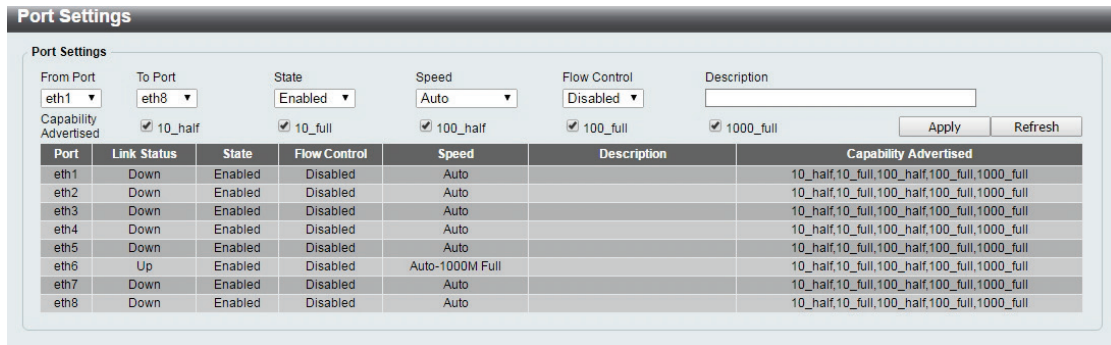 Port Settings
Port Settings
From Port To Port State Speed Flow Control Description
eth1 eth8 Enabled Auto Disabled
Capability Advertised 10_half 10_full 100_half 100_full 1000_full Apply Refresh
Port Link Status State Flow Control Speed Description Capability Advertised
eth1 Down Enabled Disabled Auto 10_half,10_full,100_half,100_full,1000_full
eth2 Down Enabled Disabled Auto 10_half,10_full,100_half,100_full,1000_full
eth3 Down Enabled Disabled Auto 10_half,10_full,100_half,100_full,1000_full
eth4 Down Enabled Disabled Auto 10_half,10_full,100_half,100_full,1000_full
eth5 Down Enabled Disabled Auto 10_half,10_full,100_half,100_full,1000_full
eth6 Up Enabled Disabled Auto-1000M Full 10_half,10_full,100_half,100_full,1000_full
eth7 Down Enabled Disabled Auto 10_half,10_full,100_half,100_full,1000_full
eth8 Down Enabled Disabled Auto 10_half,10_full,100_half,100_full,1000_full